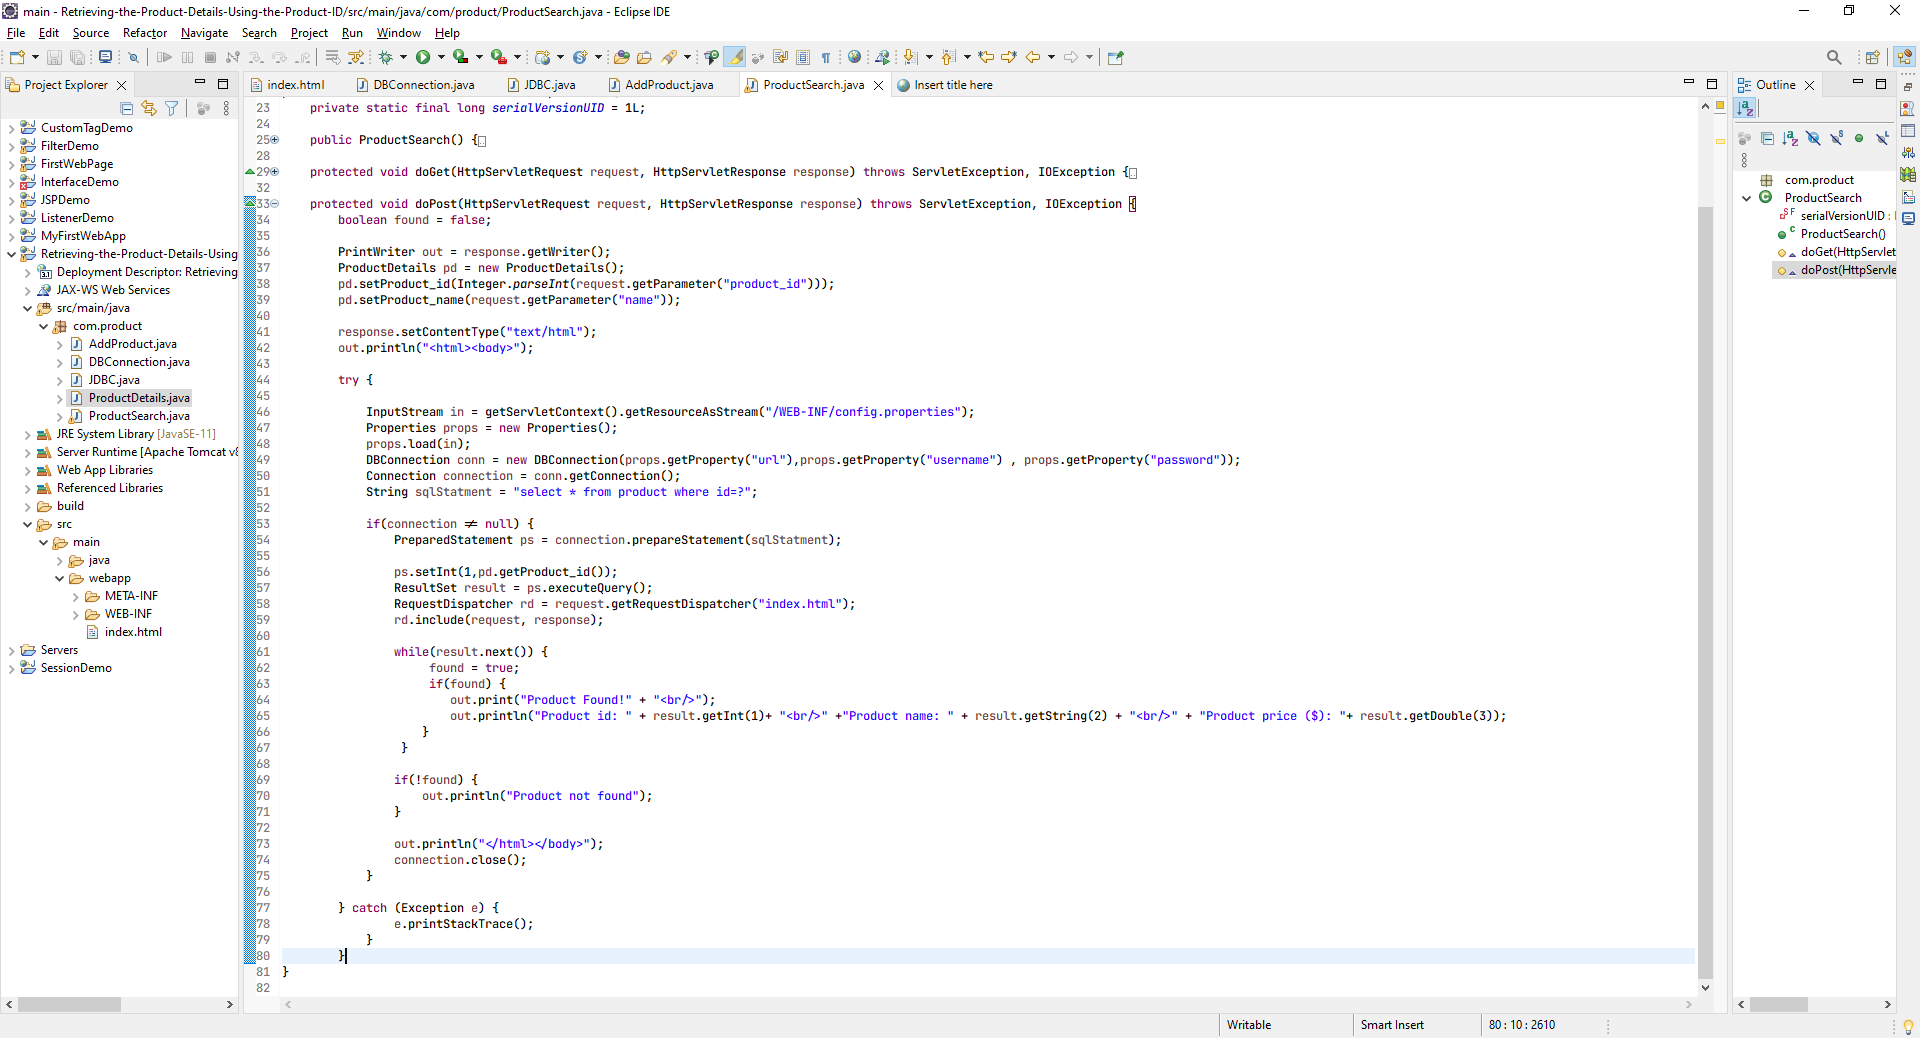 main - Retrieving-the-Product-Details-Using-the-Product-ID/src/main/java/com/product/ProductSearch.java - Eclipse IDE
File Edit Source Refactor Navigate Search Project Run Window Help
Project Explorer
index.html DBConnection.java JDBC.java AddProduct.java ProductSearch.java Insert title here
Outline
CustomTagDemo
FilterDemo
FirstWebPage
InterfaceDemo
JSPDemo
ListenerDemo
MyFirstWebApp
Retrieving-the-Product-Details-Using
Deployment Descriptor: Retrieving
JAX-WS Web Services
src/main/java
com.product
AddProduct.java
DBConnection.java
JDBC.java
ProductDetails.java
ProductSearch.java
JRE System Library [JavaSE-11]
Server Runtime [Apache Tomcat v8
Web App Libraries
Referenced Libraries
build
src
main
java
webapp
META-INF
WEB-INF
index.html
Servers
SessionDemo
23 private static final long serialVersionUID = 1L;
24
25 public ProductSearch() {
28
29 protected void doGet(HttpServletRequest request, HttpServletResponse response) throws ServletException, IOException {
32
33 protected void doPost(HttpServletRequest request, HttpServletResponse response) throws ServletException, IOException {
34 boolean found = false;
35
36 PrintWriter out = response.getWriter();
37 ProductDetails pd = new ProductDetails();
38 pd.setProduct_id(Integer.parseInt(request.getParameter("product_id")));
39 pd.setProduct_name(request.getParameter("name"));
40
41 response.setContentType("text/html");
42 out.println("<html><body>");
43
44 try {
45
46 InputStream in = getServletContext().getResourceAsStream("/WEB-INF/config.properties");
47 Properties props = new Properties();
48 props.load(in);
49 DBConnection conn = new DBConnection(props.getProperty("url"),props.getProperty("username") , props.getProperty("password"));
50 Connection connection = conn.getConnection();
51 String sqlStatment = "select * from product where id=?";
52
53 if(connection ≠ null) {
54 PreparedStatement ps = connection.prepareStatement(sqlStatment);
55
56 ps.setInt(1,pd.getProduct_id());
57 ResultSet result = ps.executeQuery();
58 RequestDispatcher rd = request.getRequestDispatcher("index.html");
59 rd.include(request, response);
60
61 while(result.next()) {
62 found = true;
63 if(found) {
64 out.print("Product Found!" + "<br/>");
65 out.println("Product id: " + result.getInt(1)+ "<br/>" +"Product name: " + result.getString(2) + "<br/>" + "Product price ($): "+ result.getDouble(3));
66 }
67 }
68
69 if(!found) {
70 out.println("Product not found");
71 }
72
73 out.println("</html></body>");
74 connection.close();
75 }
76
77 } catch (Exception e) {
78 e.printStackTrace();
79 }
80 }
81 }
82
com.product
ProductSearch
serialVersionUID :
ProductSearch()
doGet(HttpServlet
doPost(HttpServle
Writable Smart Insert 80 : 10 : 2610